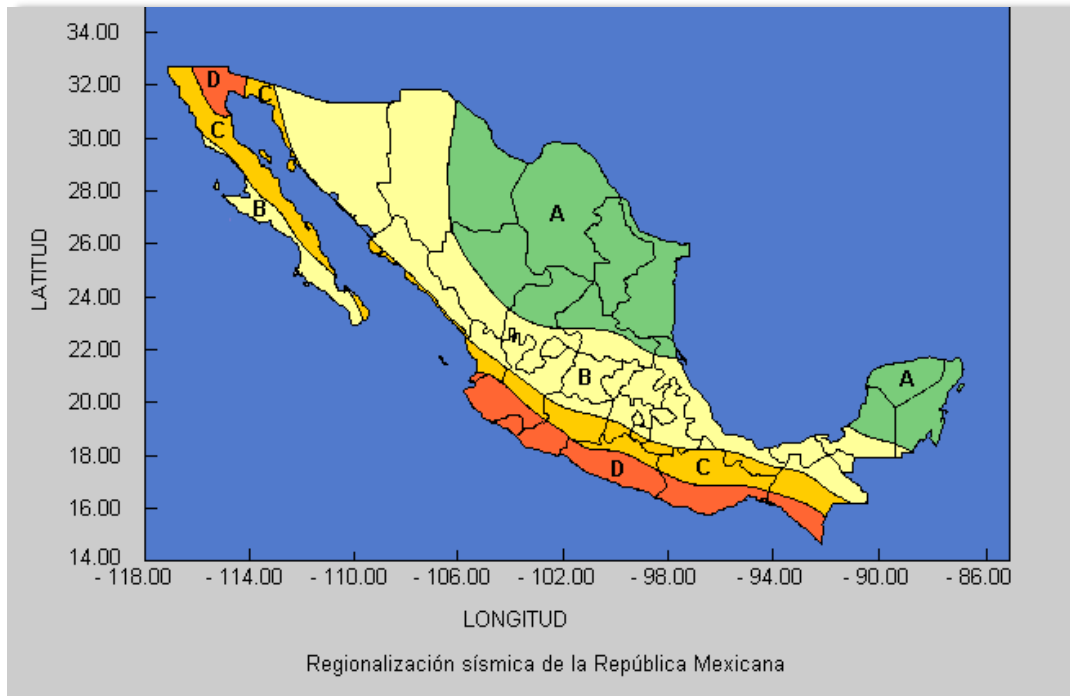 34.00
32.00
30.00
28.00
26.00
24.00
22.00
20.00
18.00
16.00
14.00
LATITUD
D
C
C
B
A
B
A
D
C
- 118.00 - 114.00 - 110.00 - 106.00 - 102.00 - 98.00 - 94.00 - 90.00 - 86.00
LONGITUD
Regionalización sísmica de la República Mexicana